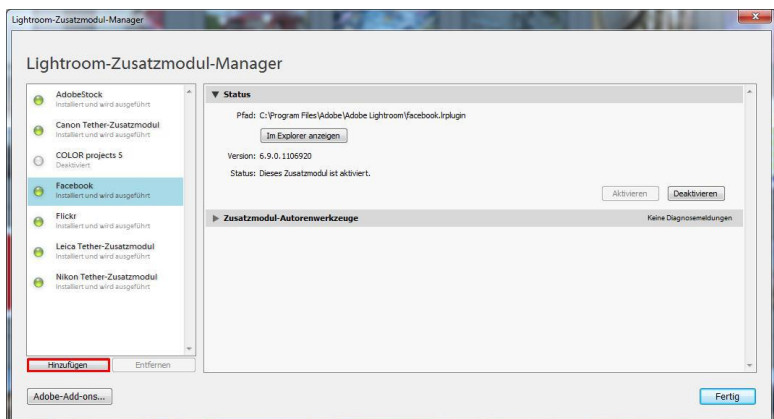 Lightroom-Zusatzmodul-Manager
Lightroom-Zusatzmodul-Manager
AdobeStock
Installiert und wird ausgeführt
Canon Tether-Zusatzmodul
Installiert und wird ausgeführt
COLOR projects 5
Deaktiviert
Facebook
Installiert und wird ausgeführt
Flickr
Installiert und wird ausgeführt
Leica Tether-Zusatzmodul
Installiert und wird ausgeführt
Nikon Tether-Zusatzmodul
Installiert und wird ausgeführt
Hinzufügen Entfernen
Adobe-Add-ons...
Status
Pfad: C:\Program Files\Adobe\Adobe Lightroom\facebook.lrplugin
Im Explorer anzeigen
Version: 6.9.0.1106920
Status: Dieses Zusatzmodul ist aktiviert.
Aktivieren Deaktivieren
Zusatzmodul-Autorenwerkzeuge Keine Diagnosemeldungen
Fertig